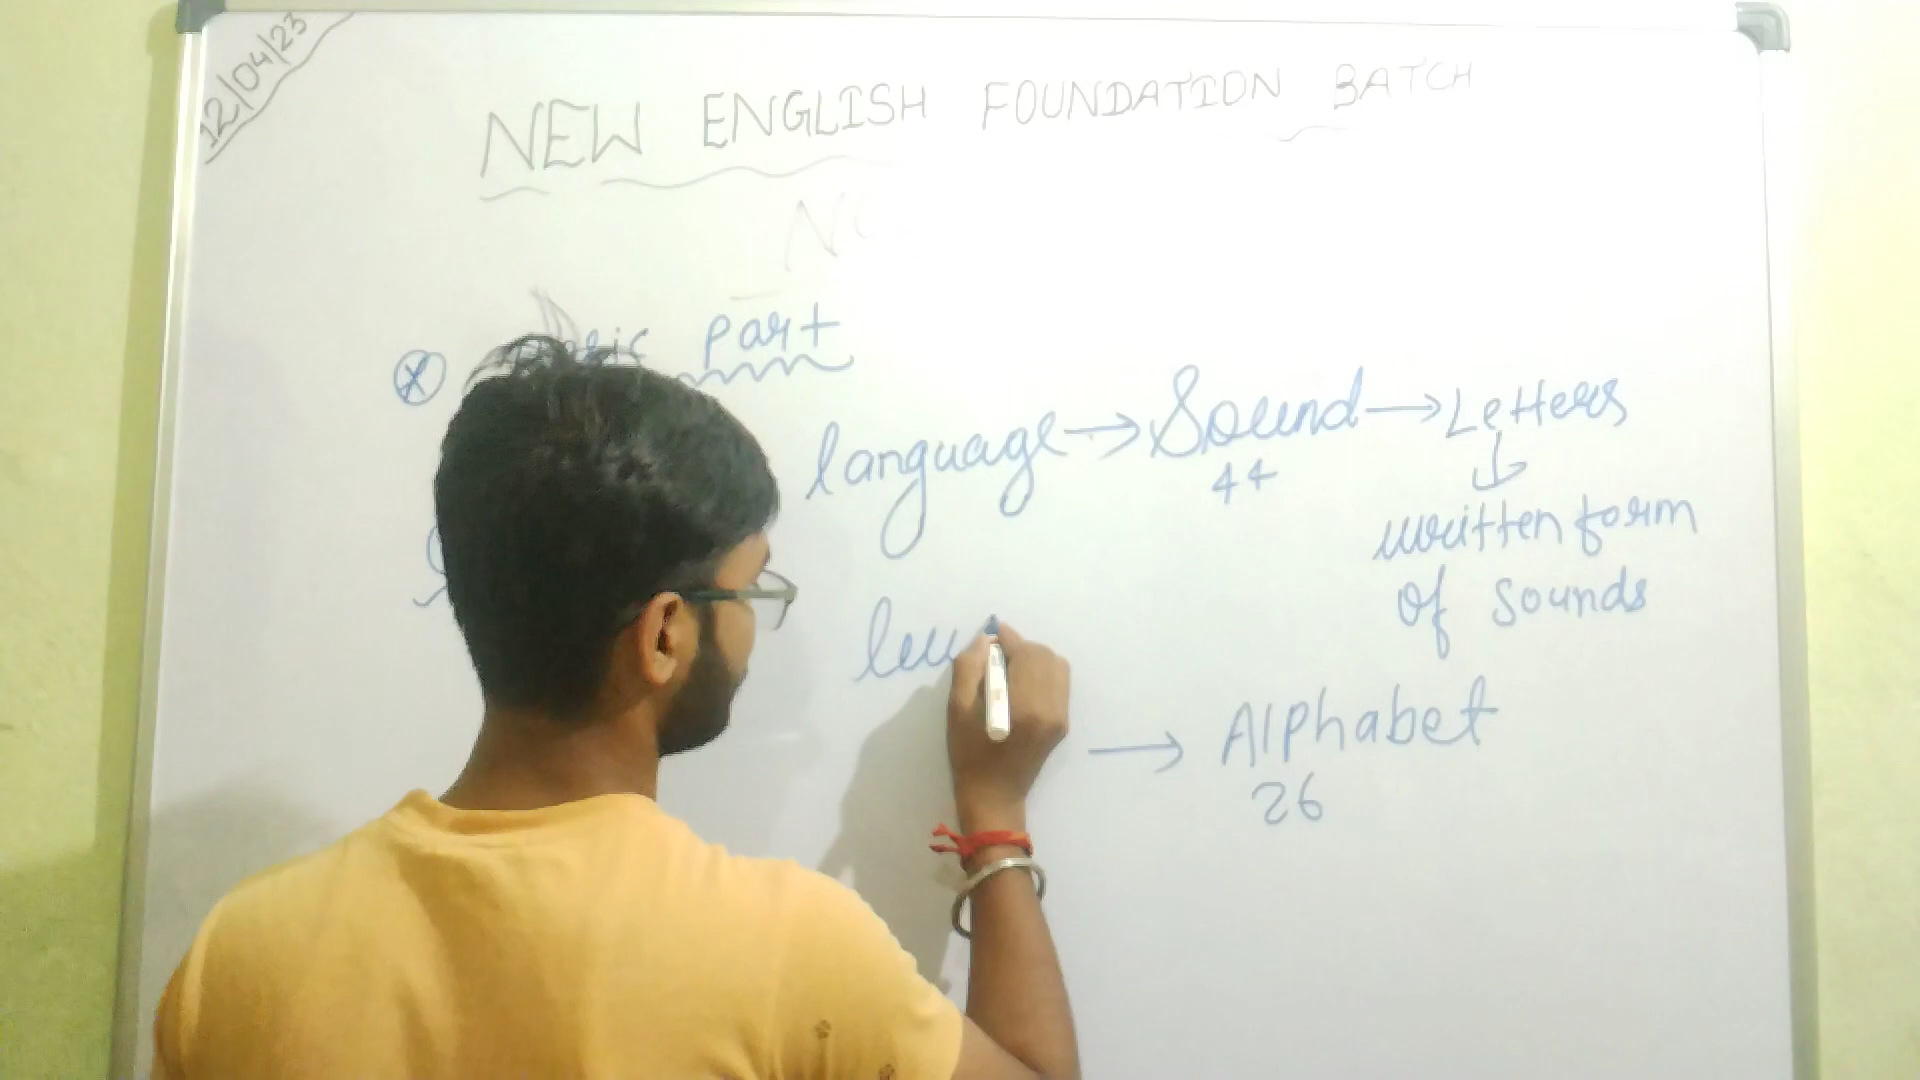 12/04/23
NEW ENGLISH FOUNDATION BATCH
Part
language → Sound → Letters
44
↓
written form
of sounds
→ Alphabet
26